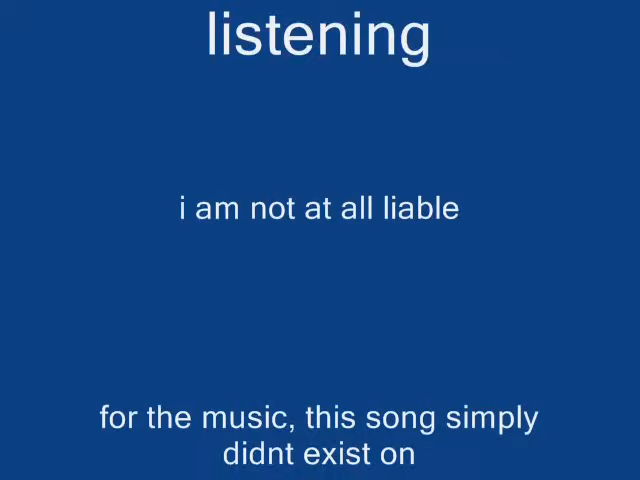 listening
i am not at all liable
for the music, this song simply
didnt exist on